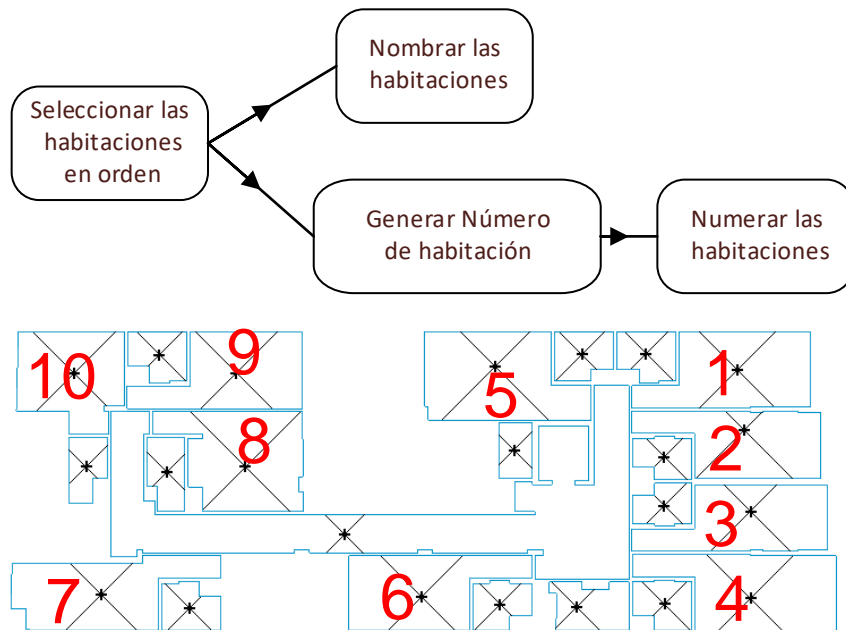 Nombrar las
habitaciones
Seleccionar las
habitaciones
en orden
Generar Número
de habitación
Numerar las
habitaciones
10
9
5
1
8
2
3
7
6
4